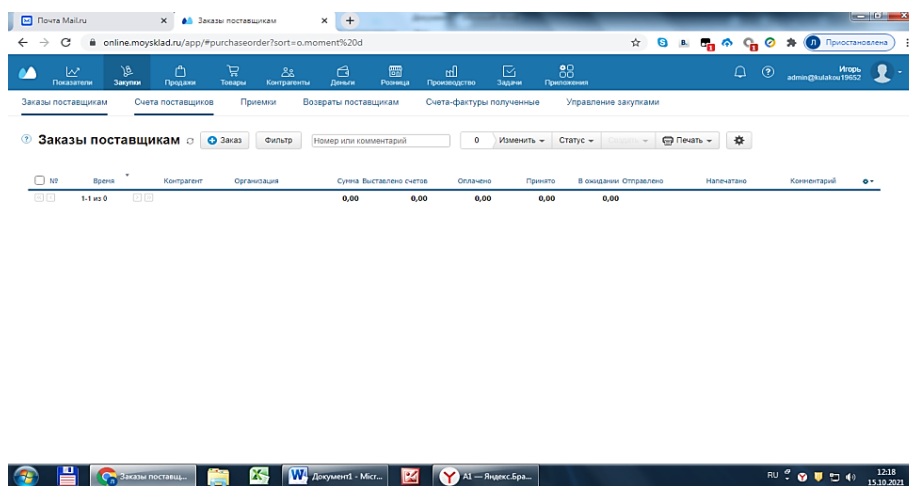 Почта Mail.ru
Заказы поставщикам
online.moysklad.ru/app/#purchaseorder?sort=o.moment%20d
Приостановлена
Показатели Закупки Продажи Товары Контрагенты Деньги Розница Производство Задачи Приложения
Игорь
admin@kulakou19652
Заказы поставщикам Счета поставщиков Приемки Возвраты поставщикам Счета-фактуры полученные Управление закупками
Заказы поставщикам Заказ Фильтр Номер или комментарий 0 Изменить Статус Создать Печать
№ Время Контрагент Организация Сумма Выставлено счетов Оплачено Принято В ожидании Отправлено Напечатано Комментарий
1-1 из 0 0,00 0,00 0,00 0,00 0,00
Заказы поставщ... Документ1 - Micr... A1 — Яндекс.Бра... RU 12:18
15.10.2021